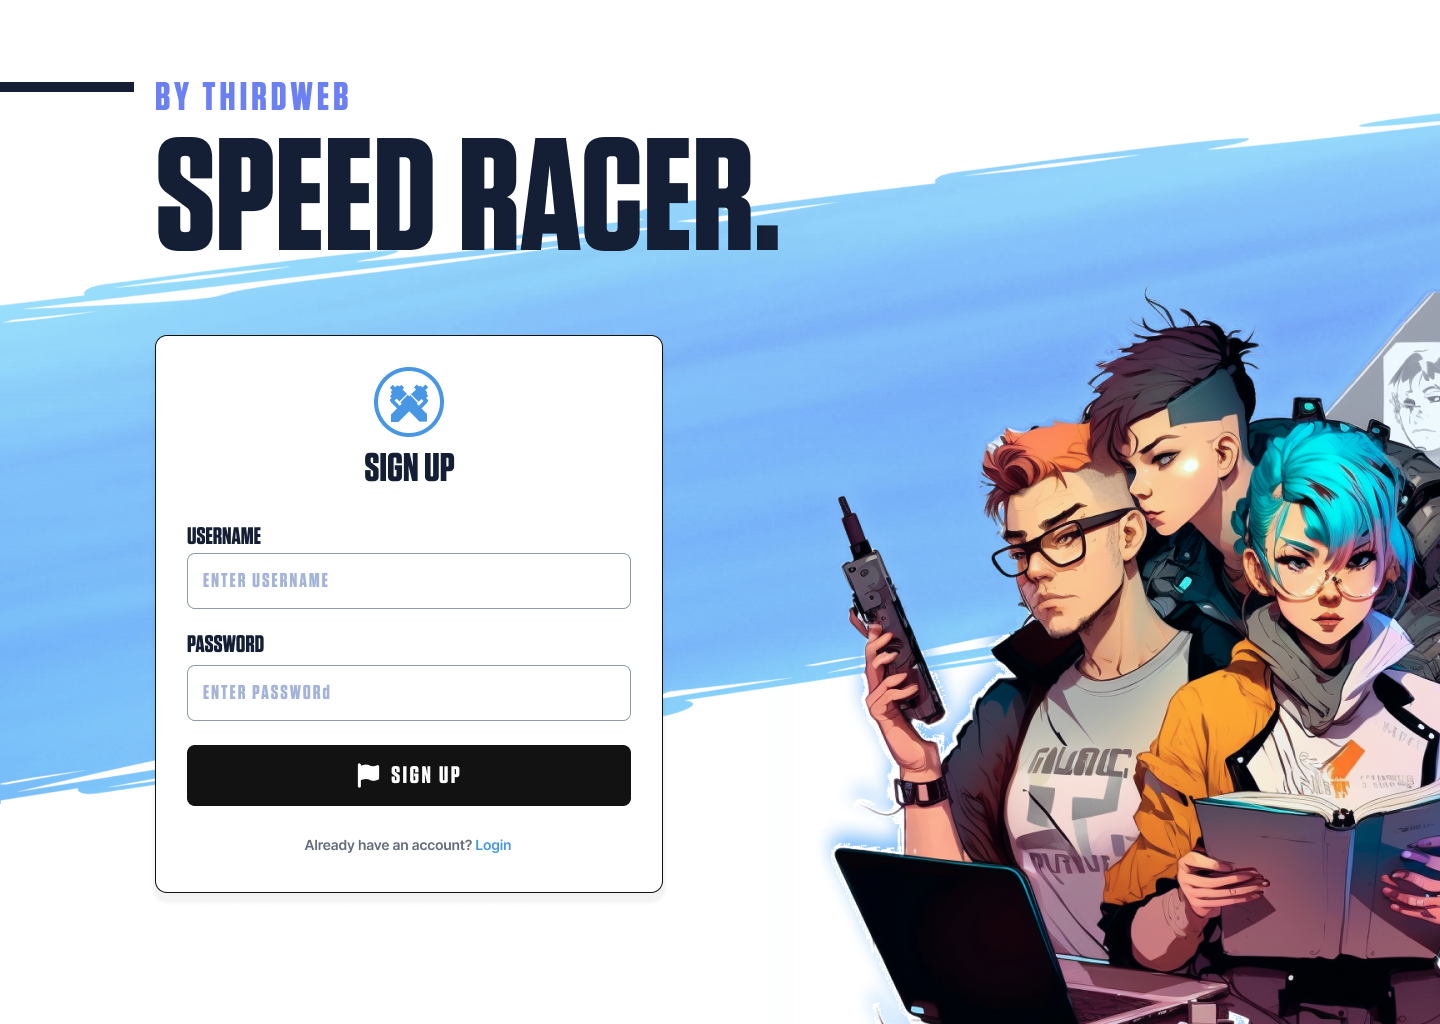 BY THIRDWEB
SPEED RACER.
SIGN UP
USERNAME
ENTER USERNAME
PASSWORD
ENTER PASSWORd
SIGN UP
Already have an account? Login